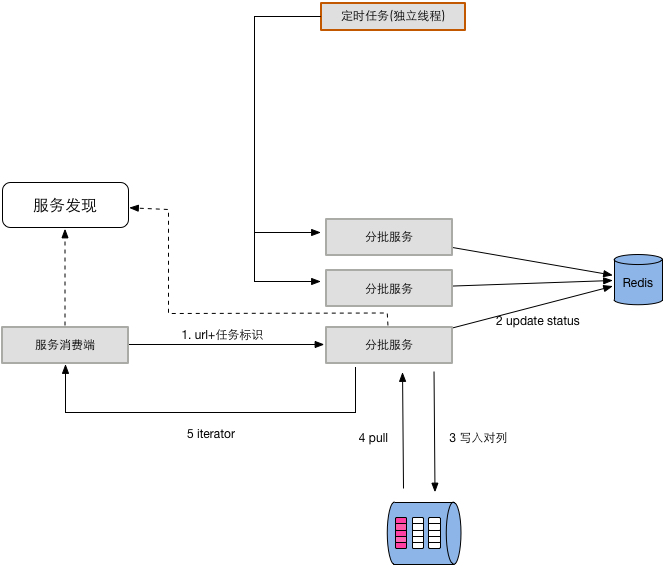 定时任务(独立线程)
服务发现
分批服务
分批服务
Redis
2 update status
服务消费端
1. url+任务标识
分批服务
5 iterator
4 pull
3 写入对列